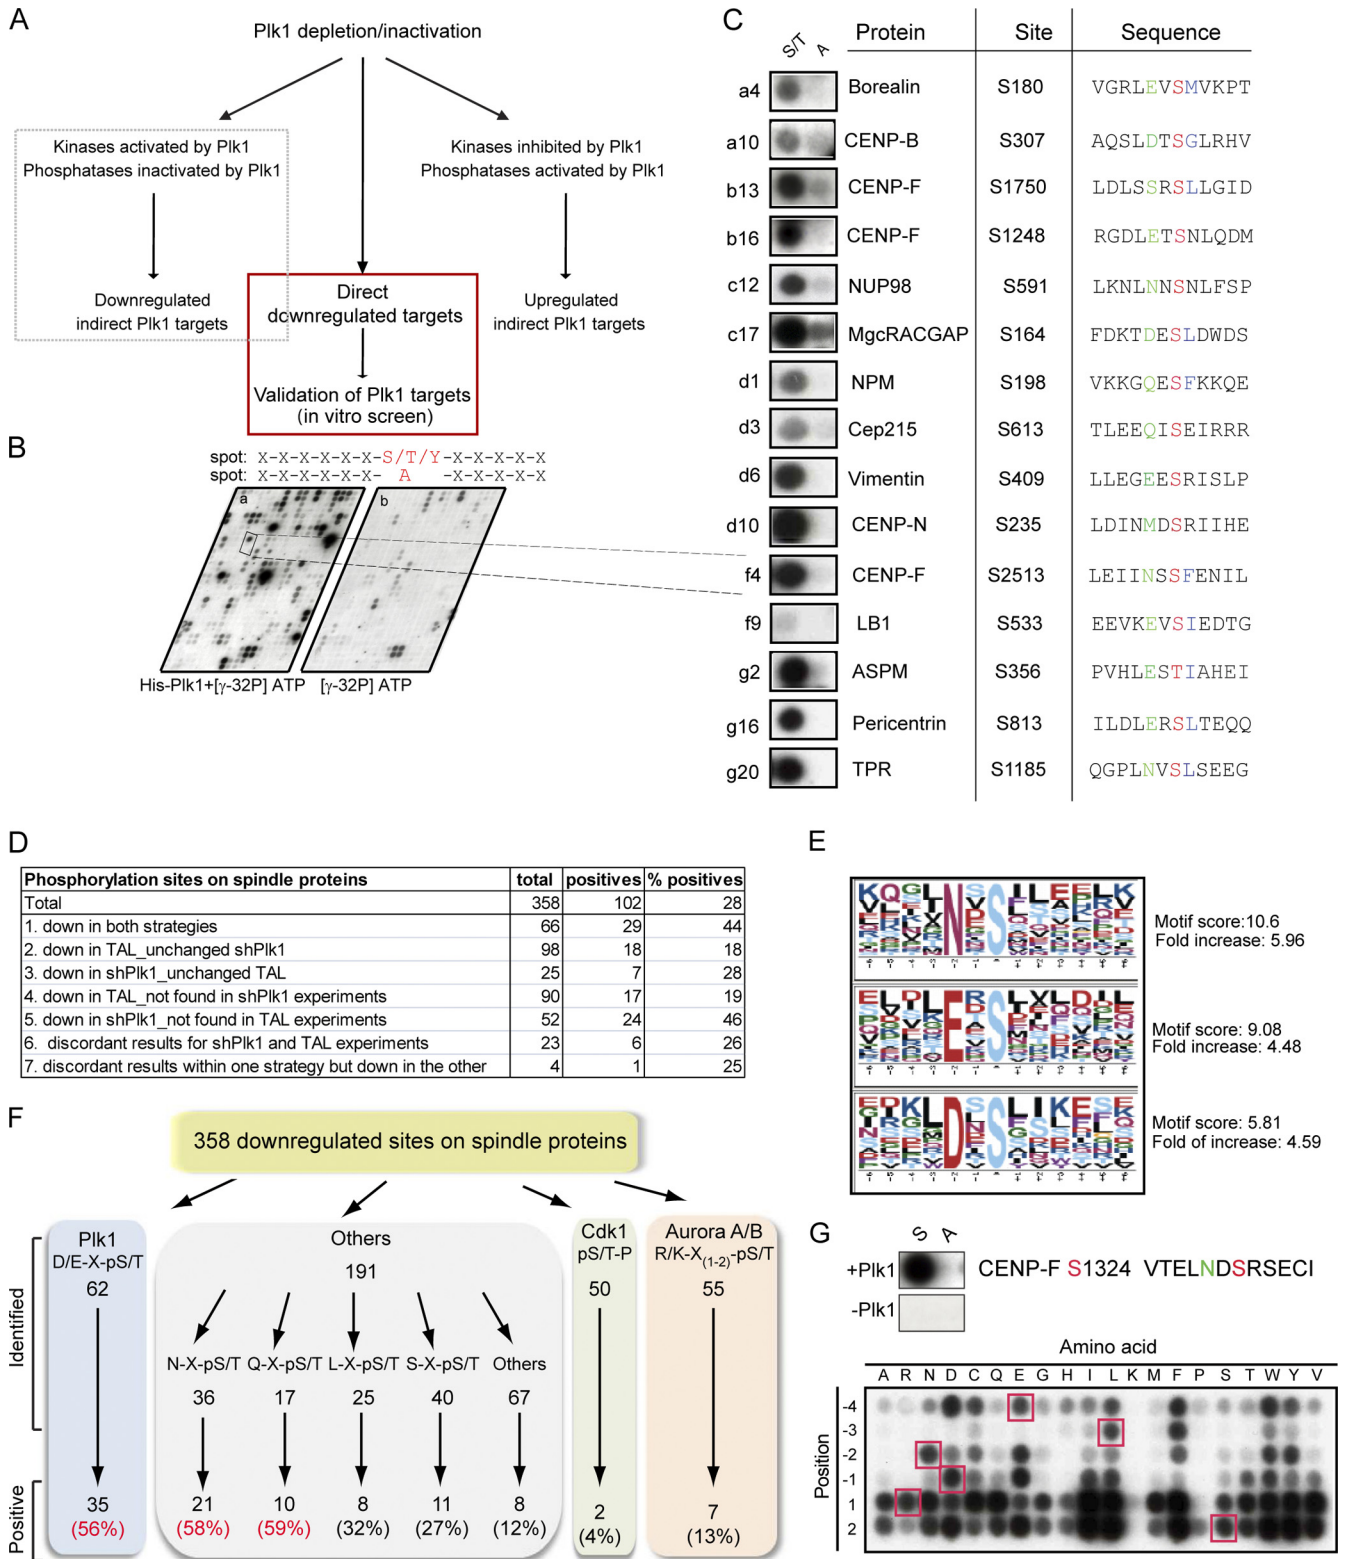 A
Plk1 depletion/inactivation
Kinases activated by Plk1
Phosphatases inactivated by Plk1
Kinases inhibited by Plk1
Phosphatases activated by Plk1
Downregulated
indirect Plk1 targets
Direct
downregulated targets
Upregulated
indirect Plk1 targets
Validation of Plk1 targets
(in vitro screen)
B
spot: X-X-X-X-X-X-S/T/Y-X-X-X-X-X
spot: X-X-X-X-X-X- A -X-X-X-X-X
a
b
His-Plk1+[γ-32P] ATP [γ-32P] ATP
C
S/T A Protein Site Sequence
a4 Borealin S180 VGRLEVSMVKPT
a10 CENP-B S307 AQSLDTSGLRHV
b13 CENP-F S1750 LDLSSRSLLGID
b16 CENP-F S1248 RGDLETSNLQDM
c12 NUP98 S591 LKNLNNSNLFSP
c17 MgcRACGAP S164 FDKTDESLDWDS
d1 NPM S198 VKKGQESFKKQE
d3 Cep215 S613 TLEEQISEIRRR
d6 Vimentin S409 LLEGEESRISLP
d10 CENP-N S235 LDINMDSRIIHE
f4 CENP-F S2513 LEIINSSFENIL
f9 LB1 S533 EEVKEVSIEDTG
g2 ASPM S356 PVHLESTIAHEI
g16 Pericentrin S813 ILDLERSLTEQQ
g20 TPR S1185 QGPLNVSLSEEG
D
Phosphorylation sites on spindle proteins total positives % positives
Total 358 102 28
1. down in both strategies 66 29 44
2. down in TAL_unchanged shPlk1 98 18 18
3. down in shPlk1_unchanged TAL 25 7 28
4. down in TAL_not found in shPlk1 experiments 90 17 19
5. down in shPlk1_not found in TAL experiments 52 24 46
6. discordant results for shPlk1 and TAL experiments 23 6 26
7. discordant results within one strategy but down in the other 4 1 25
E
Motif score:10.6
Fold increase: 5.96
Motif score: 9.08
Fold increase: 4.48
Motif score: 5.81
Fold of increase: 4.59
F
358 downregulated sites on spindle proteins
Identified
Positive
Plk1
D/E-X-pS/T
62
35
(56%)
Others
191
N-X-pS/T Q-X-pS/T L-X-pS/T S-X-pS/T Others
36 17 25 40 67
21 10 8 11 8
(58%) (59%) (32%) (27%) (12%)
Cdk1
pS/T-P
50
2
(4%)
Aurora A/B
R/K-X(1-2)-pS/T
55
7
(13%)
G
S A
+Plk1 CENP-F S1324 VTELNDSRSECI
-Plk1
Amino acid
A R N D C Q E G H I L K M F P S T W Y V
Position
-4
-3
-2
-1
1
2